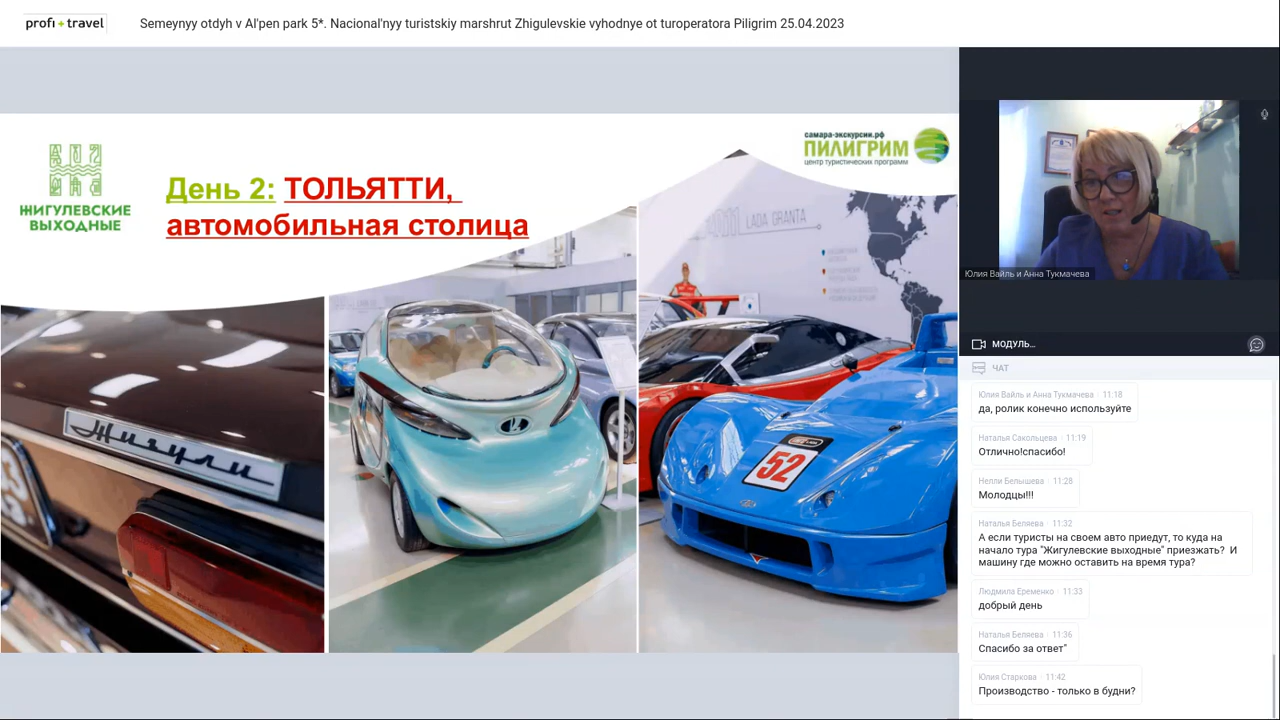 profi travel
Semeynyy otdyh v Al'pen park 5*. Nacional'nyy turistskiy marshrut Zhigulevskie vyhodnye ot turoperatora Piligrim 25.04.2023
ЖИГУЛЕВСКИЕ
ВЫХОДНЫЕ
День 2: ТОЛЬЯТТИ,
автомобильная столица
самара-экскурсии.рф
ПИЛИГРИМ
центр туристических программ
LADA GRANTA
Жигули
52
Юлия Вайль и Анна Тукмачева
МОДУЛЬ...
ЧАТ
Юлия Вайль и Анна Тукмачева · 11:18
да, ролик конечно используйте
Наталья Сакольцева · 11:19
Отлично!спасибо!
Нелли Белышева · 11:28
Молодцы!!!
Наталья Беляева · 11:32
А если туристы на своем авто приедут, то куда на
начало тура "Жигулевские выходные" приезжать? И
машину где можно оставить на время тура?
Людмила Еременко · 11:33
добрый день
Наталья Беляева · 11:36
Спасибо за ответ"
Юлия Старкова · 11:42
Производство - только в будни?